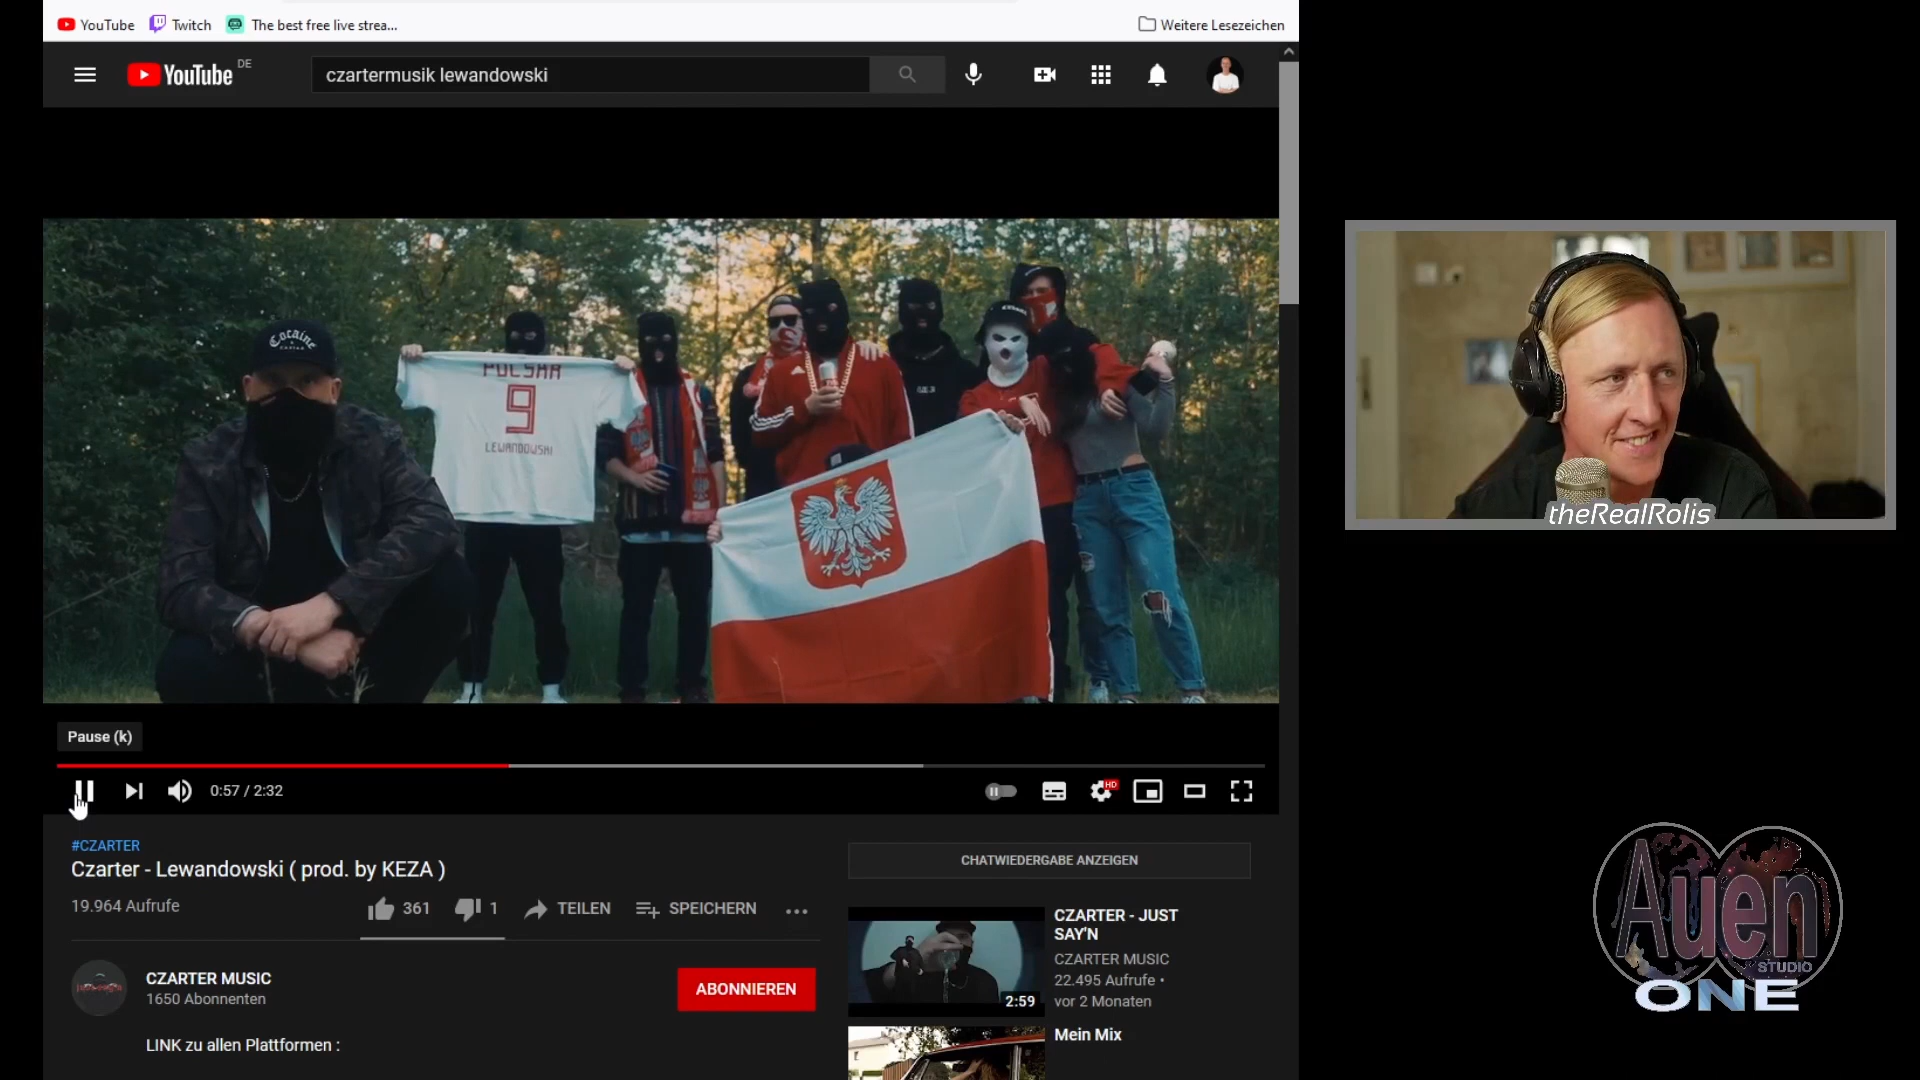 YouTube
Twitch
The best free live strea...
Weitere Lesezeichen
YouTube DE
czartermusik lewandowski
Cocaine
POLSKA
9
LEWANDOWSKI
theRealRolis
Pause (k)
0:57 / 2:32
HD
#CZARTER
Czarter - Lewandowski ( prod. by KEZA )
19.964 Aufrufe
361
1
TEILEN
SPEICHERN
CHATWIEDERGABE ANZEIGEN
CZARTER - JUST
SAY'N
CZARTER MUSIC
22.495 Aufrufe •
vor 2 Monaten
2:59
Mein Mix
CZARTER MUSIC
1650 Abonnenten
ABONNIEREN
LINK zu allen Plattformen :
Auen
STUDIO
ONE